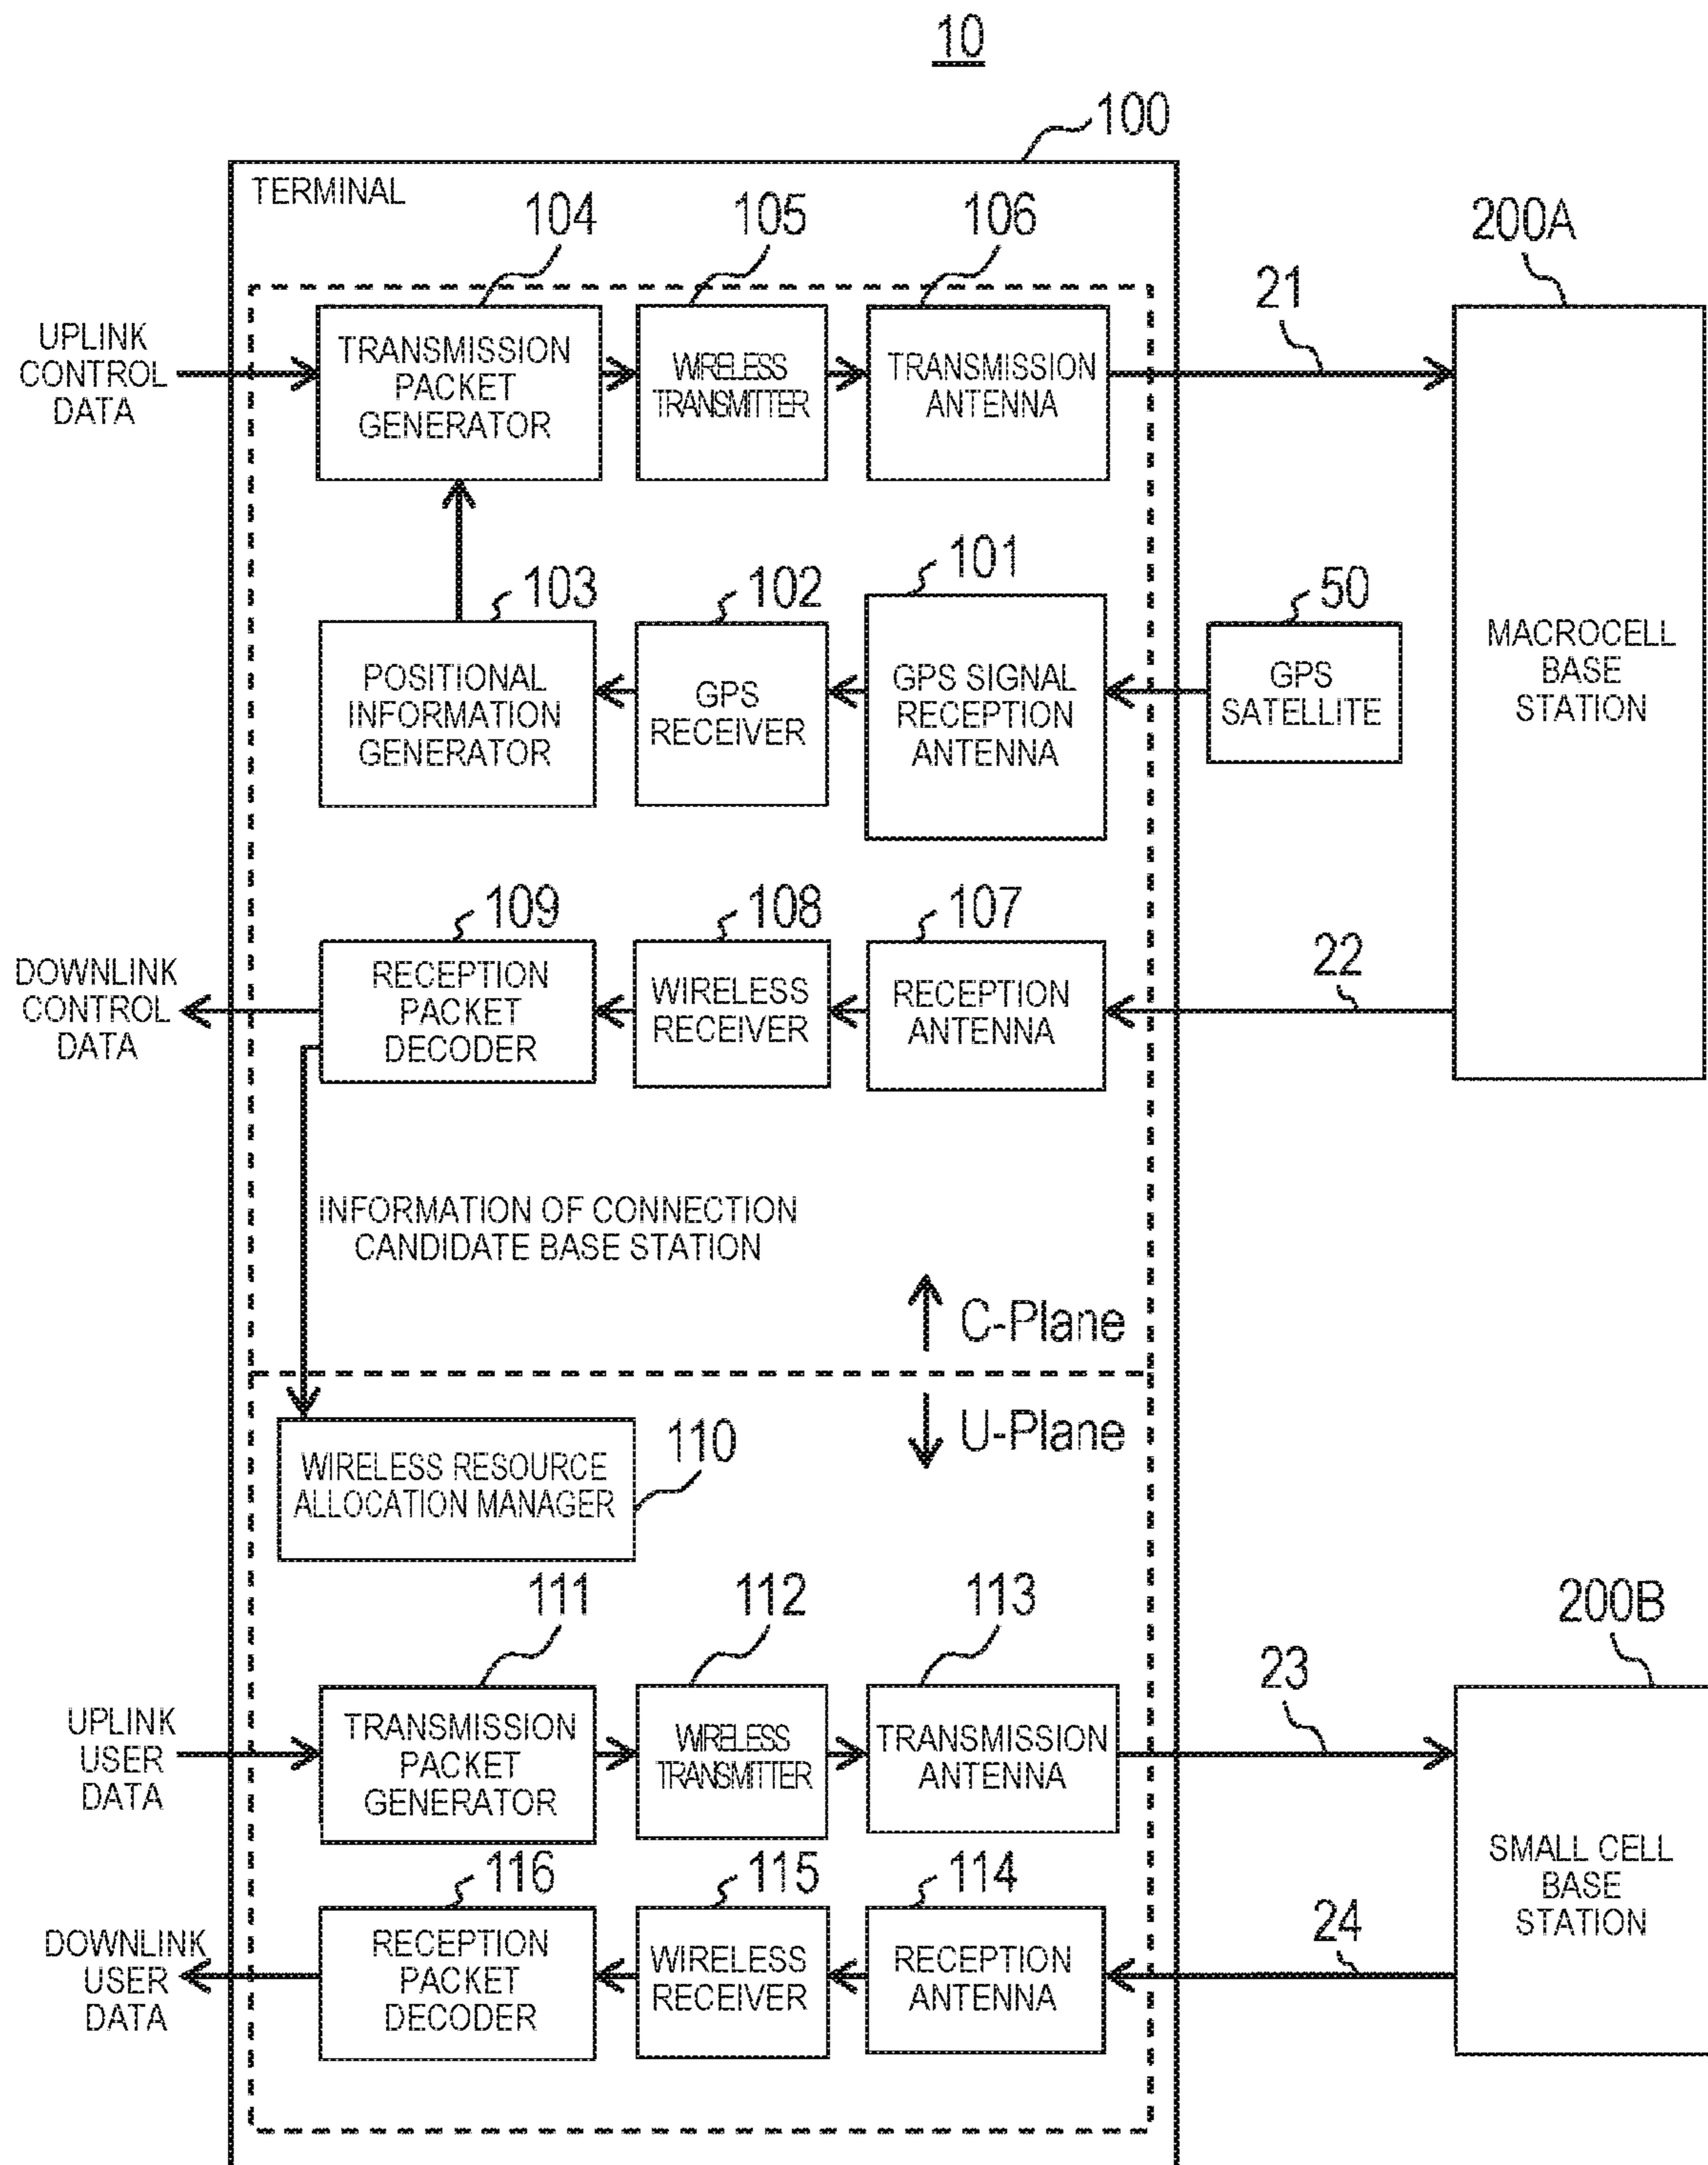 10
100
TERMINAL
104
105
106
200A
21
UPLINK
CONTROL
DATA
TRANSMISSION
PACKET
GENERATOR
WIRELESS
TRANSMITTER
TRANSMISSION
ANTENNA
103
102
101
50
POSITIONAL
INFORMATION
GENERATOR
GPS
RECEIVER
GPS SIGNAL
RECEPTION
ANTENNA
GPS
SATELLITE
MACROCELL
BASE
STATION
109
108
107
22
DOWNLINK
CONTROL
DATA
RECEPTION
PACKET
DECODER
WIRELESS
RECEIVER
RECEPTION
ANTENNA
INFORMATION OF CONNECTION
CANDIDATE BASE STATION
C-Plane
U-Plane
WIRELESS RESOURCE
ALLOCATION MANAGER
110
111
112
113
200B
23
UPLINK
USER
DATA
TRANSMISSION
PACKET
GENERATOR
WIRELESS
TRANSMITTER
TRANSMISSION
ANTENNA
SMALL CELL
BASE
STATION
116
115
114
24
DOWNLINK
USER
DATA
RECEPTION
PACKET
DECODER
WIRELESS
RECEIVER
RECEPTION
ANTENNA